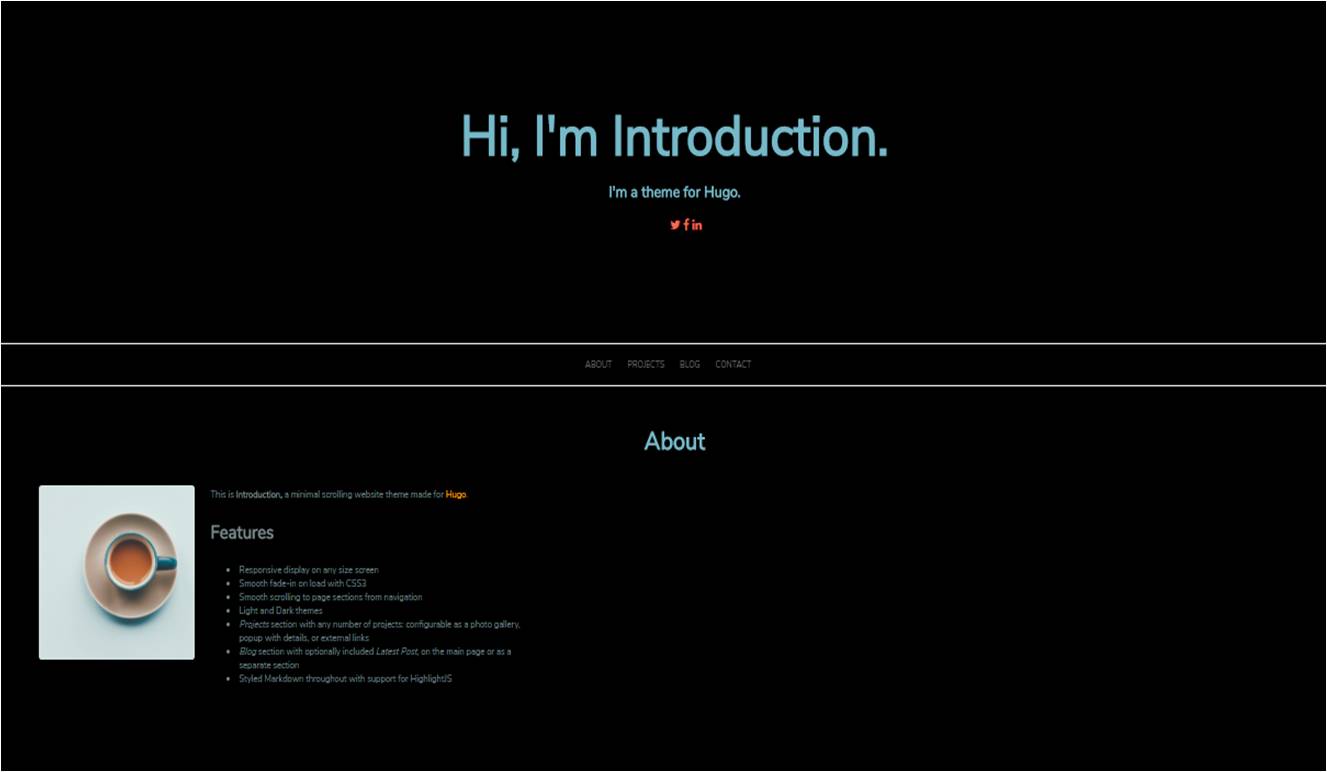 Hi, I'm Introduction.
I'm a theme for Hugo.
ABOUT PROJECTS BLOG CONTACT
About
This is Introduction, a minimal scrolling website theme made for Hugo.
Features
Responsive display on any size screen
Smooth fade-in on load with CSS3
Smooth scrolling to page sections from navigation
Light and Dark themes
Projects section with any number of projects: configurable as a photo gallery,
popup with details, or external links
Blog section with optionally included Latest Post, on the main page or as a
separate section
Styled Markdown throughout with support for HighlightJS